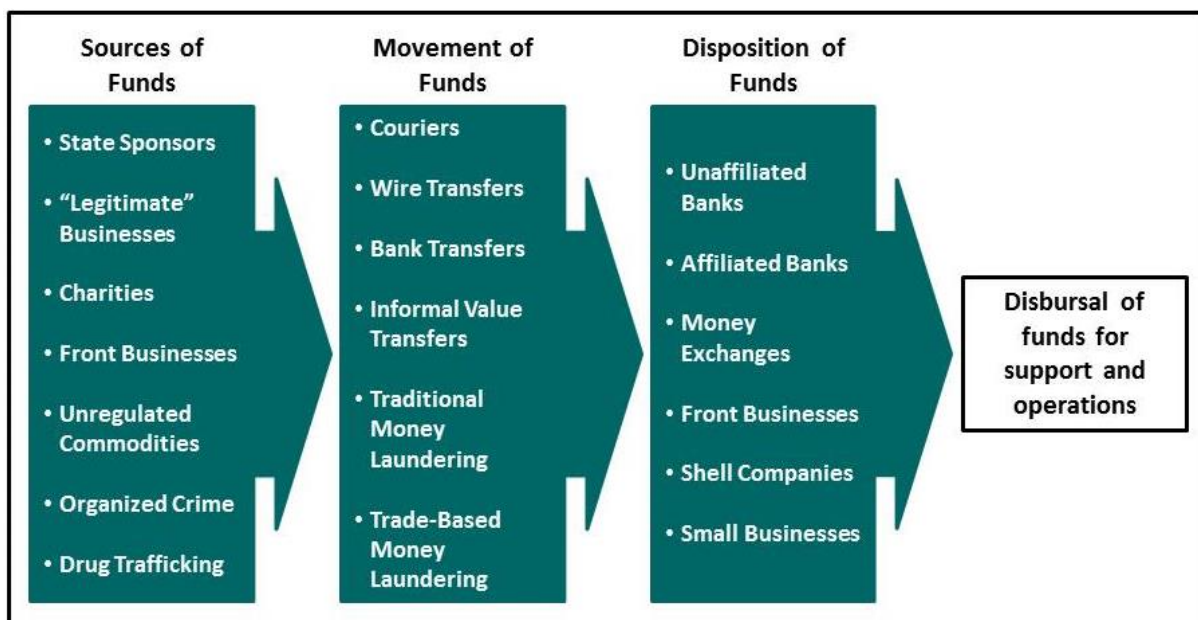 Sources of
Funds
• State Sponsors
• “Legitimate”
Businesses
• Charities
• Front Businesses
• Unregulated
Commodities
• Organized Crime
• Drug Trafficking
Movement of
Funds
• Couriers
• Wire Transfers
• Bank Transfers
• Informal Value
Transfers
• Traditional
Money
Laundering
• Trade-Based
Money
Laundering
Disposition of
Funds
• Unaffiliated
Banks
• Affiliated Banks
• Money
Exchanges
• Front Businesses
• Shell Companies
• Small Businesses
Disbursal of
funds for
support and
operations